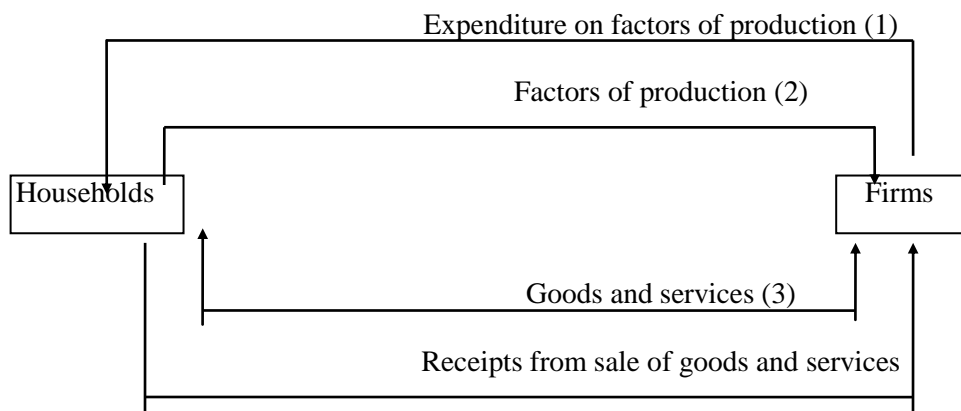 Expenditure on factors of production (1)
Factors of production (2)
Households
Firms
Goods and services (3)
Receipts from sale of goods and services